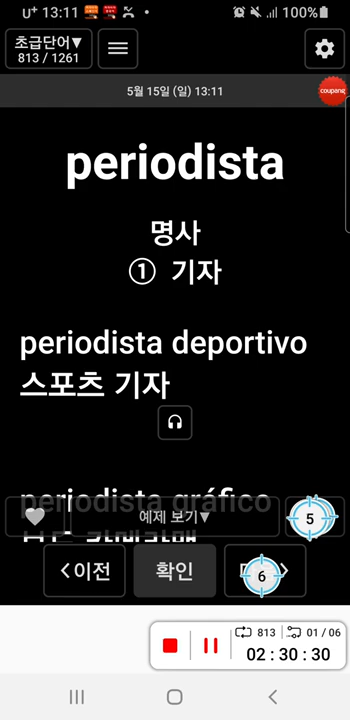 U+ 13:11 100%
초급단어▼
813 / 1261
5월 15일 (일) 13:11
coupang
periodista
명사
① 기자
periodista deportivo
스포츠 기자
periodista gráfico
예제 보기▼
5
<이전
확인
6
813
01 / 06
02 : 30 : 30